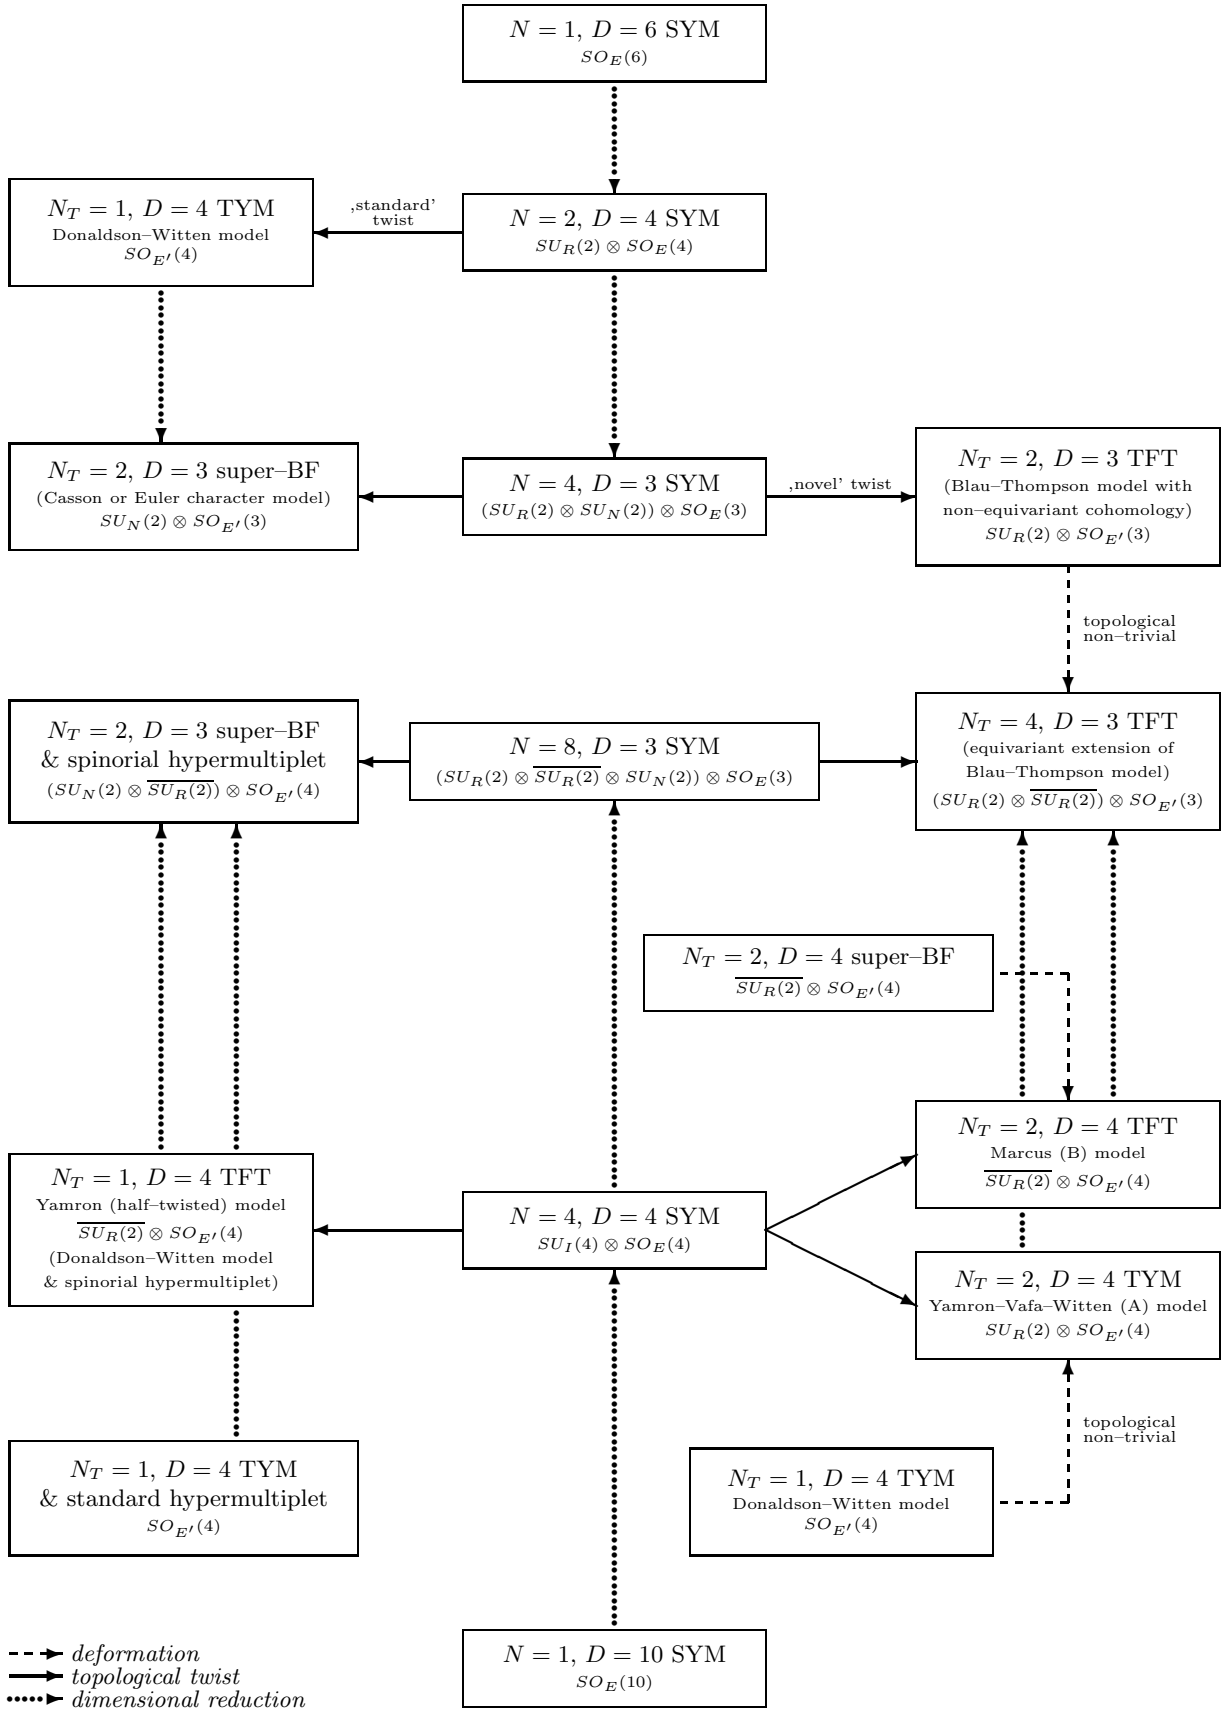 N = 1, D = 6 SYM
SO_E(6)
N_T = 1, D = 4 TYM
Donaldson–Witten model
SO_{E′}(4)
‚standard’
twist
N = 2, D = 4 SYM
SU_R(2) ⊗ SO_E(4)
N_T = 2, D = 3 super–BF
(Casson or Euler character model)
SU_N(2) ⊗ SO_{E′}(3)
N = 4, D = 3 SYM
(SU_R(2) ⊗ SU_N(2)) ⊗ SO_E(3)
‚novel’ twist
N_T = 2, D = 3 TFT
(Blau–Thompson model with
non–equivariant cohomology)
SU_R(2) ⊗ SO_{E′}(3)
topological
non–trivial
N_T = 2, D = 3 super–BF
& spinorial hypermultiplet
(SU_N(2) ⊗ \overline{SU_R(2)}) ⊗ SO_{E′}(4)
N = 8, D = 3 SYM
(SU_R(2) ⊗ \overline{SU_R(2)} ⊗ SU_N(2)) ⊗ SO_E(3)
N_T = 4, D = 3 TFT
(equivariant extension of
Blau–Thompson model)
(SU_R(2) ⊗ \overline{SU_R(2)}) ⊗ SO_{E′}(3)
N_T = 2, D = 4 super–BF
\overline{SU_R(2)} ⊗ SO_{E′}(4)
N_T = 2, D = 4 TFT
Marcus (B) model
\overline{SU_R(2)} ⊗ SO_{E′}(4)
N_T = 1, D = 4 TFT
Yamron (half–twisted) model
\overline{SU_R(2)} ⊗ SO_{E′}(4)
(Donaldson–Witten model
& spinorial hypermultiplet)
N = 4, D = 4 SYM
SU_I(4) ⊗ SO_E(4)
N_T = 2, D = 4 TYM
Yamron–Vafa–Witten (A) model
SU_R(2) ⊗ SO_{E′}(4)
topological
non–trivial
N_T = 1, D = 4 TYM
& standard hypermultiplet
SO_{E′}(4)
N_T = 1, D = 4 TYM
Donaldson–Witten model
SO_{E′}(4)
N = 1, D = 10 SYM
SO_E(10)
deformation
topological twist
dimensional reduction